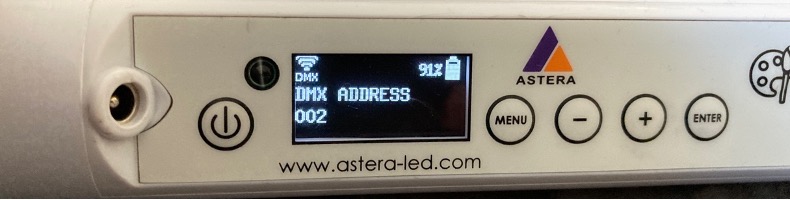 DMX
91%
DMX ADDRESS
002
ASTERA
MENU
−
+
ENTER
www.astera-led.com